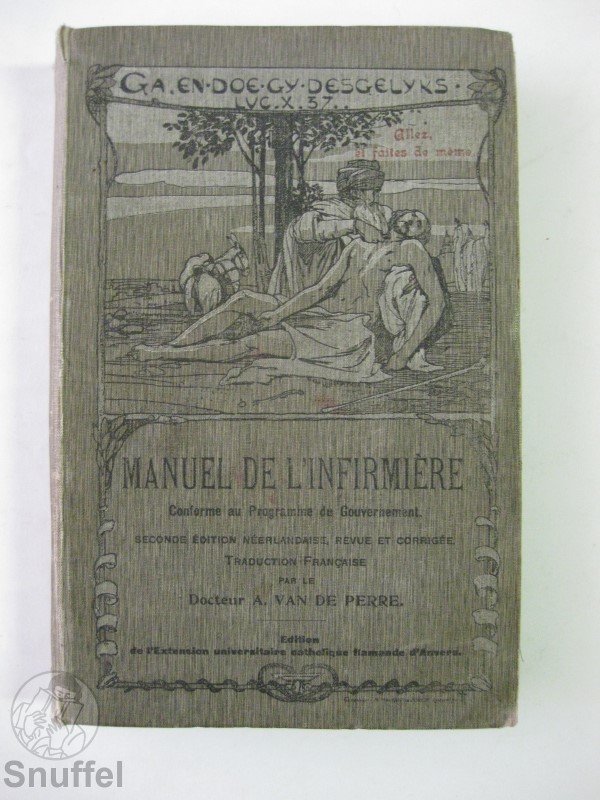 GA.EN.DOE.GY.DESGELYKS.
LVC.X.37..
Allez,
et faites de même
MANUEL DE L'INFIRMIÈRE
Conforme au Programme de Gouvernement.
SECONDE ÉDITION NÉERLANDAISE, REVUE ET CORRIGÉE
TRADUCTION FRANÇAISE
PAR LE
Docteur A. VAN DE PERRE.
Edition
de l'Extension universitaire catholique flamande d'Anvers.
Snuffel